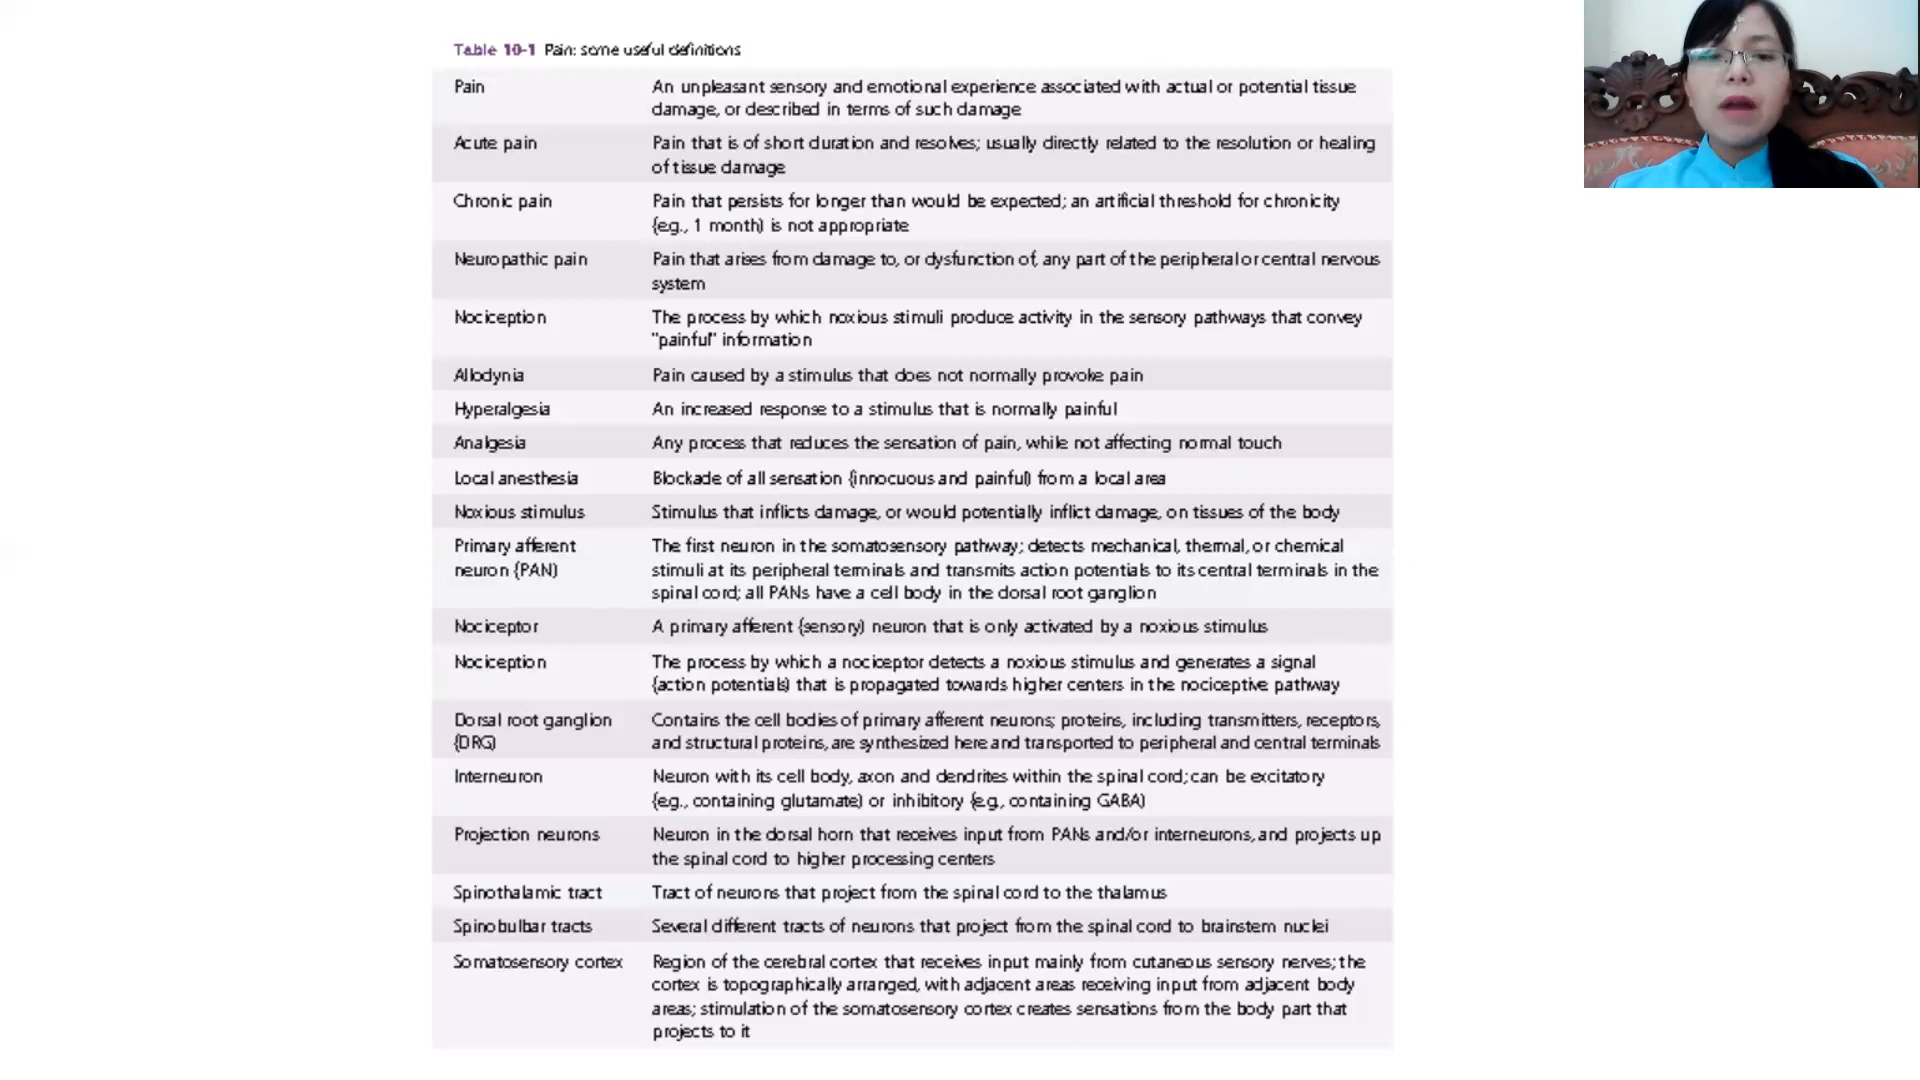 Table 10-1 Pain: some useful definitions
Pain
An unpleasant sensory and emotional experience associated with actual or potential tissue
damage, or described in terms of such damage
Acute pain
Pain that is of short duration and resolves; usually directly related to the resolution or healing
of tissue damage
Chronic pain
Pain that persists for longer than would be expected; an artificial threshold for chronicity
(e.g., 1 month) is not appropriate
Neuropathic pain
Pain that arises from damage to, or dysfunction of, any part of the peripheral or central nervous
system
Nociception
The process by which noxious stimuli produce activity in the sensory pathways that convey
"painful" information
Allodynia
Pain caused by a stimulus that does not normally provoke pain
Hyperalgesia
An increased response to a stimulus that is normally painful
Analgesia
Any process that reduces the sensation of pain, while not affecting normal touch
Local anesthesia
Blockade of all sensation (innocuous and painful) from a local area
Noxious stimulus
Stimulus that inflicts damage, or would potentially inflict damage, on tissues of the body
Primary afferent
neuron (PAN)
The first neuron in the somatosensory pathway; detects mechanical, thermal, or chemical
stimuli at its peripheral terminals and transmits action potentials to its central terminals in the
spinal cord; all PANs have a cell body in the dorsal root ganglion
Nociceptor
A primary afferent (sensory) neuron that is only activated by a noxious stimulus
Nociception
The process by which a nociceptor detects a noxious stimulus and generates a signal
(action potentials) that is propagated towards higher centers in the nociceptive pathway
Dorsal root ganglion
(DRG)
Contains the cell bodies of primary afferent neurons; proteins, including transmitters, receptors,
and structural proteins, are synthesized here and transported to peripheral and central terminals
Interneuron
Neuron with its cell body, axon and dendrites within the spinal cord; can be excitatory
(e.g., containing glutamate) or inhibitory (e.g., containing GABA)
Projection neurons
Neuron in the dorsal horn that receives input from PANs and/or interneurons, and projects up
the spinal cord to higher processing centers
Spinothalamic tract
Tract of neurons that project from the spinal cord to the thalamus
Spinobulbar tracts
Several different tracts of neurons that project from the spinal cord to brainstem nuclei
Somatosensory cortex
Region of the cerebral cortex that receives input mainly from cutaneous sensory nerves; the
cortex is topographically arranged, with adjacent areas receiving input from adjacent body
areas; stimulation of the somatosensory cortex creates sensations from the body part that
projects to it